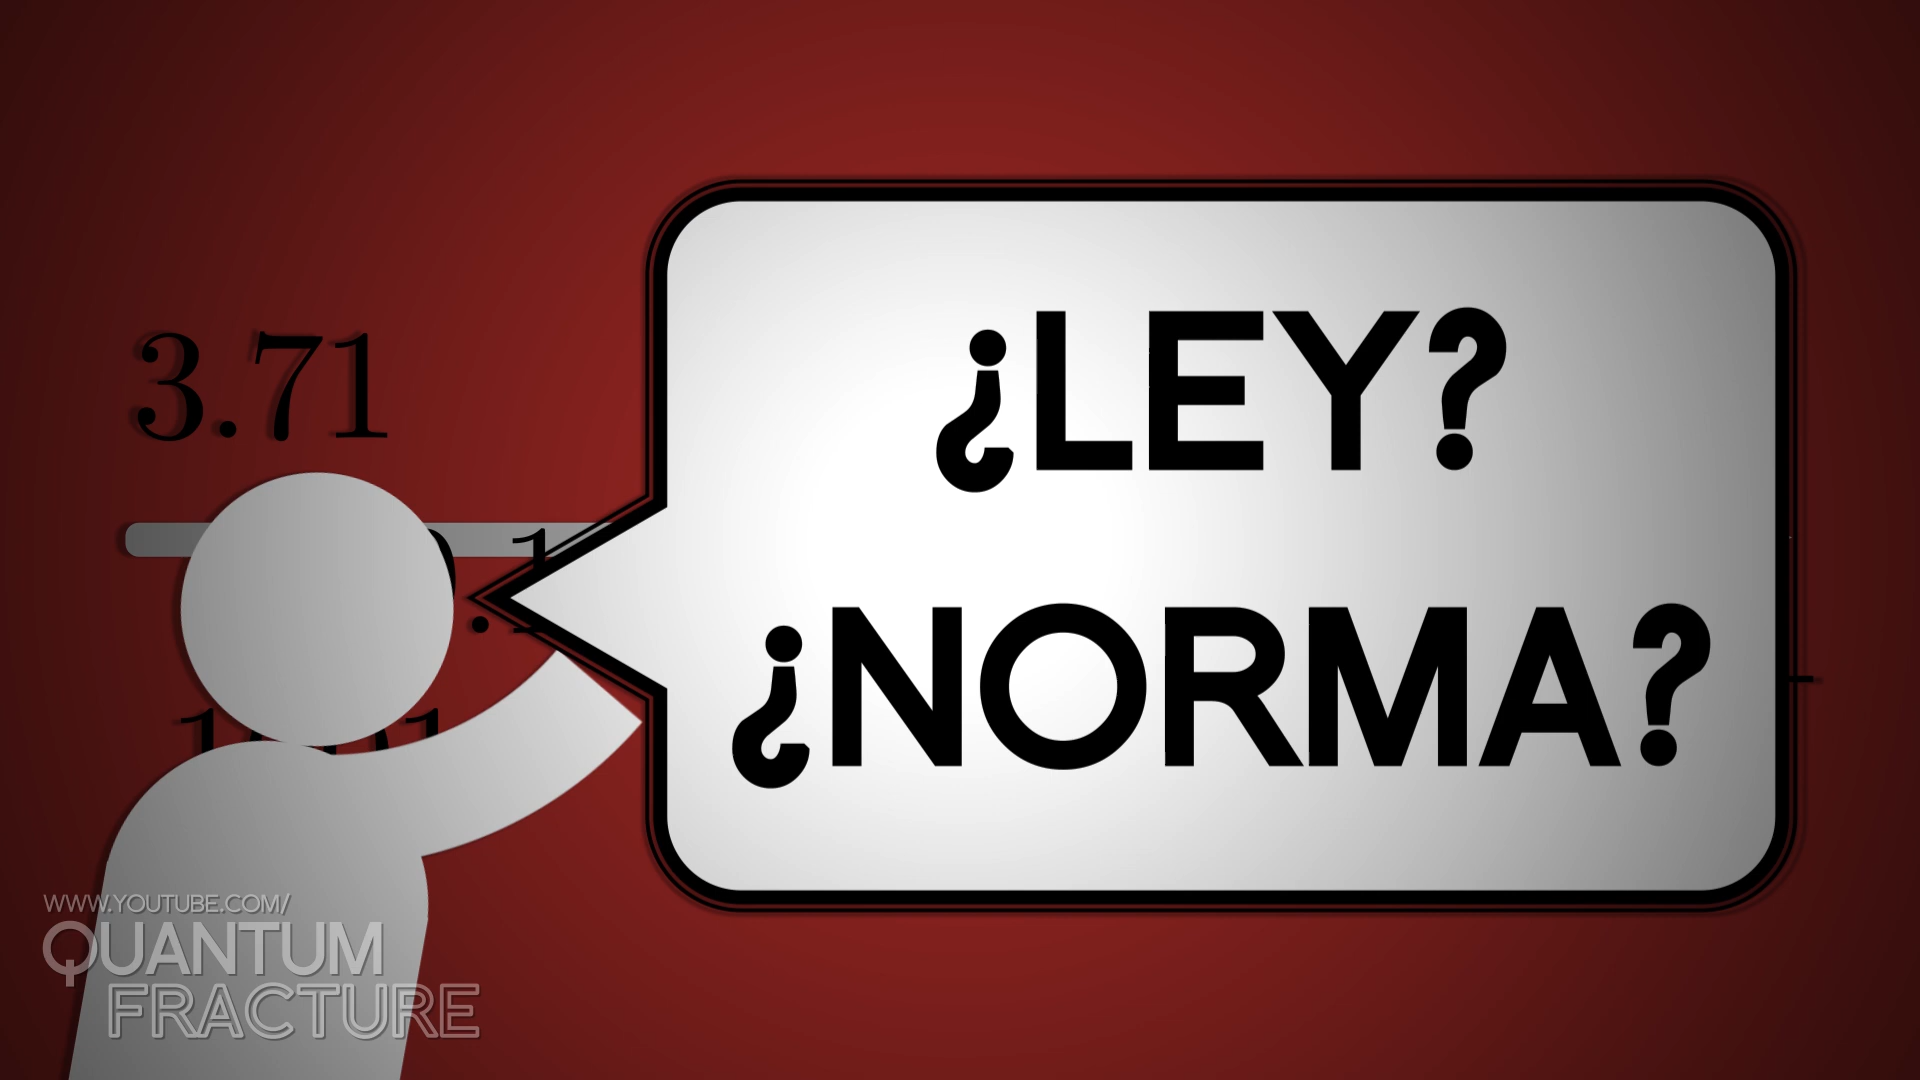 3.71
¿LEY?
¿NORMA?
WWW.YOUTUBE.COM/
QUANTUM
FRACTURE